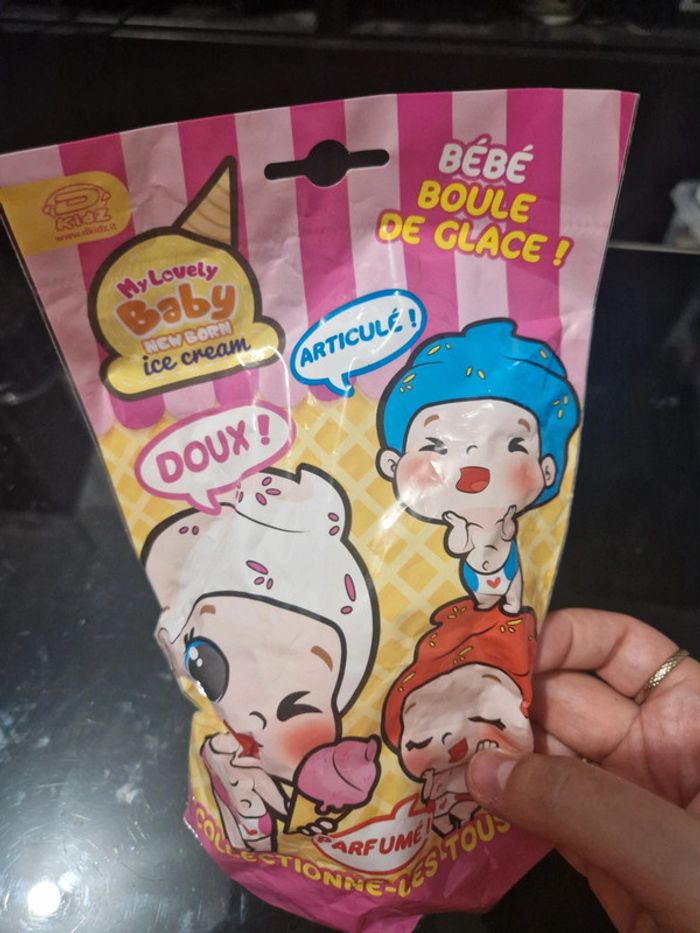 D
KidZ
www.dkidz.it
BÉBÉ
BOULE
DE GLACE !
My Lovely
Baby
NEW BORN
ice cream
ARTICULÉ !
DOUX !
PARFUMÉ !
COLLECTIONNE-LES TOUS